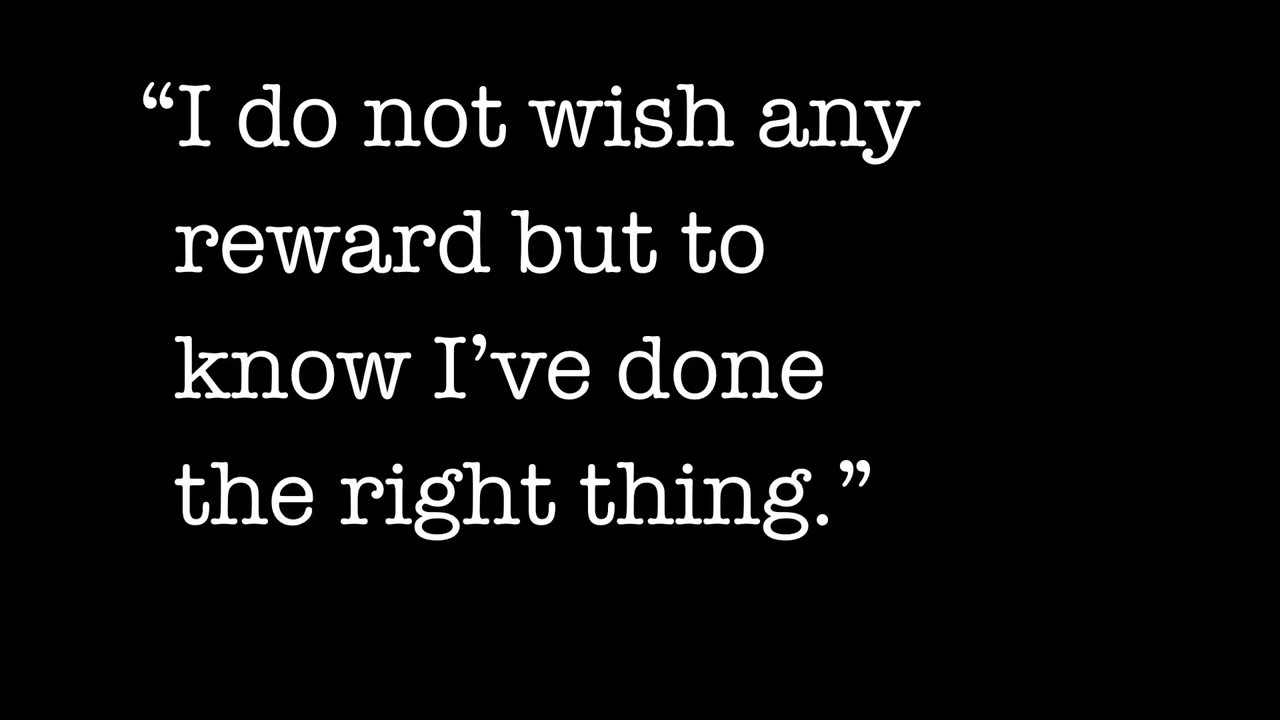 “I do not wish any
reward but to
know I’ve done
the right thing.”